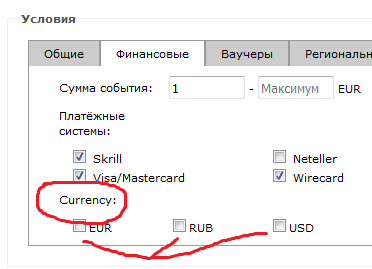 Условия
Общие Финансовые Ваучеры Региональн
Сумма события: 1 - Максимум EUR
Платёжные
системы:
Skrill Neteller
Visa/Mastercard Wirecard
Currency:
EUR RUB USD